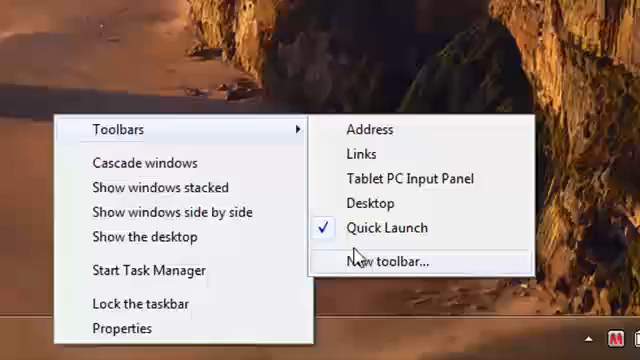 Toolbars
Cascade windows
Show windows stacked
Show windows side by side
Show the desktop
Start Task Manager
Lock the taskbar
Properties
Address
Links
Tablet PC Input Panel
Desktop
Quick Launch
New toolbar...
M